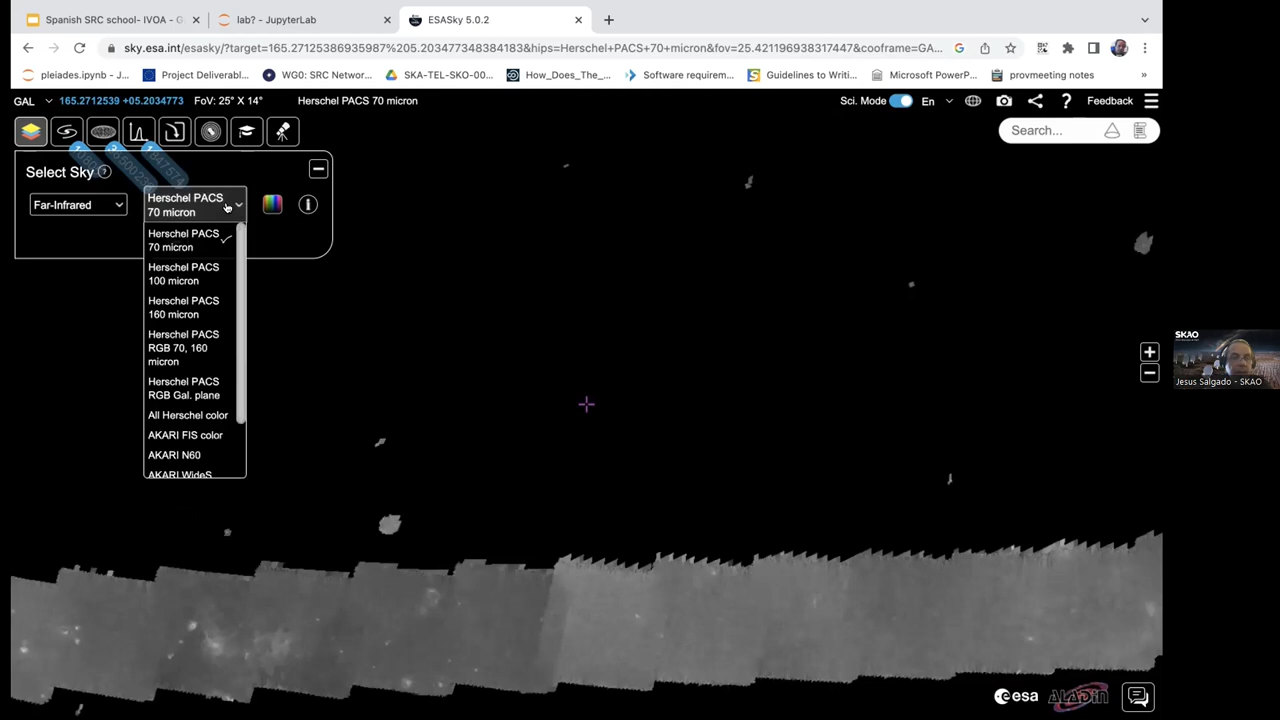 Spanish SRC school- IVOA - G
lab? - JupyterLab
ESASky 5.0.2
sky.esa.int/esasky/?target=165.27125386935987%205.203477348384183&hips=Herschel+PACS+70+micron&fov=25.421196938317447&cooframe=GA...
pleiades.ipynb - J...
Project Deliverabl...
WG0: SRC Networ...
SKA-TEL-SKO-00...
How_Does_The_...
Software requirem...
Guidelines to Writi...
Microsoft PowerP...
provmeeting notes
»
GAL
165.2712539 +05.2034773
FoV: 25° X 14°
Herschel PACS 70 micron
Sci. Mode
En
Feedback
Search...
Select Sky
Far-Infrared
Herschel PACS
70 micron
Herschel PACS
70 micron
Herschel PACS
100 micron
Herschel PACS
160 micron
Herschel PACS
RGB 70, 160
micron
Herschel PACS
RGB Gal. plane
All Herschel color
AKARI FIS color
AKARI N60
AKARI WideS
SKAO
Jesus Salgado - SKAO
esa
ALADIN